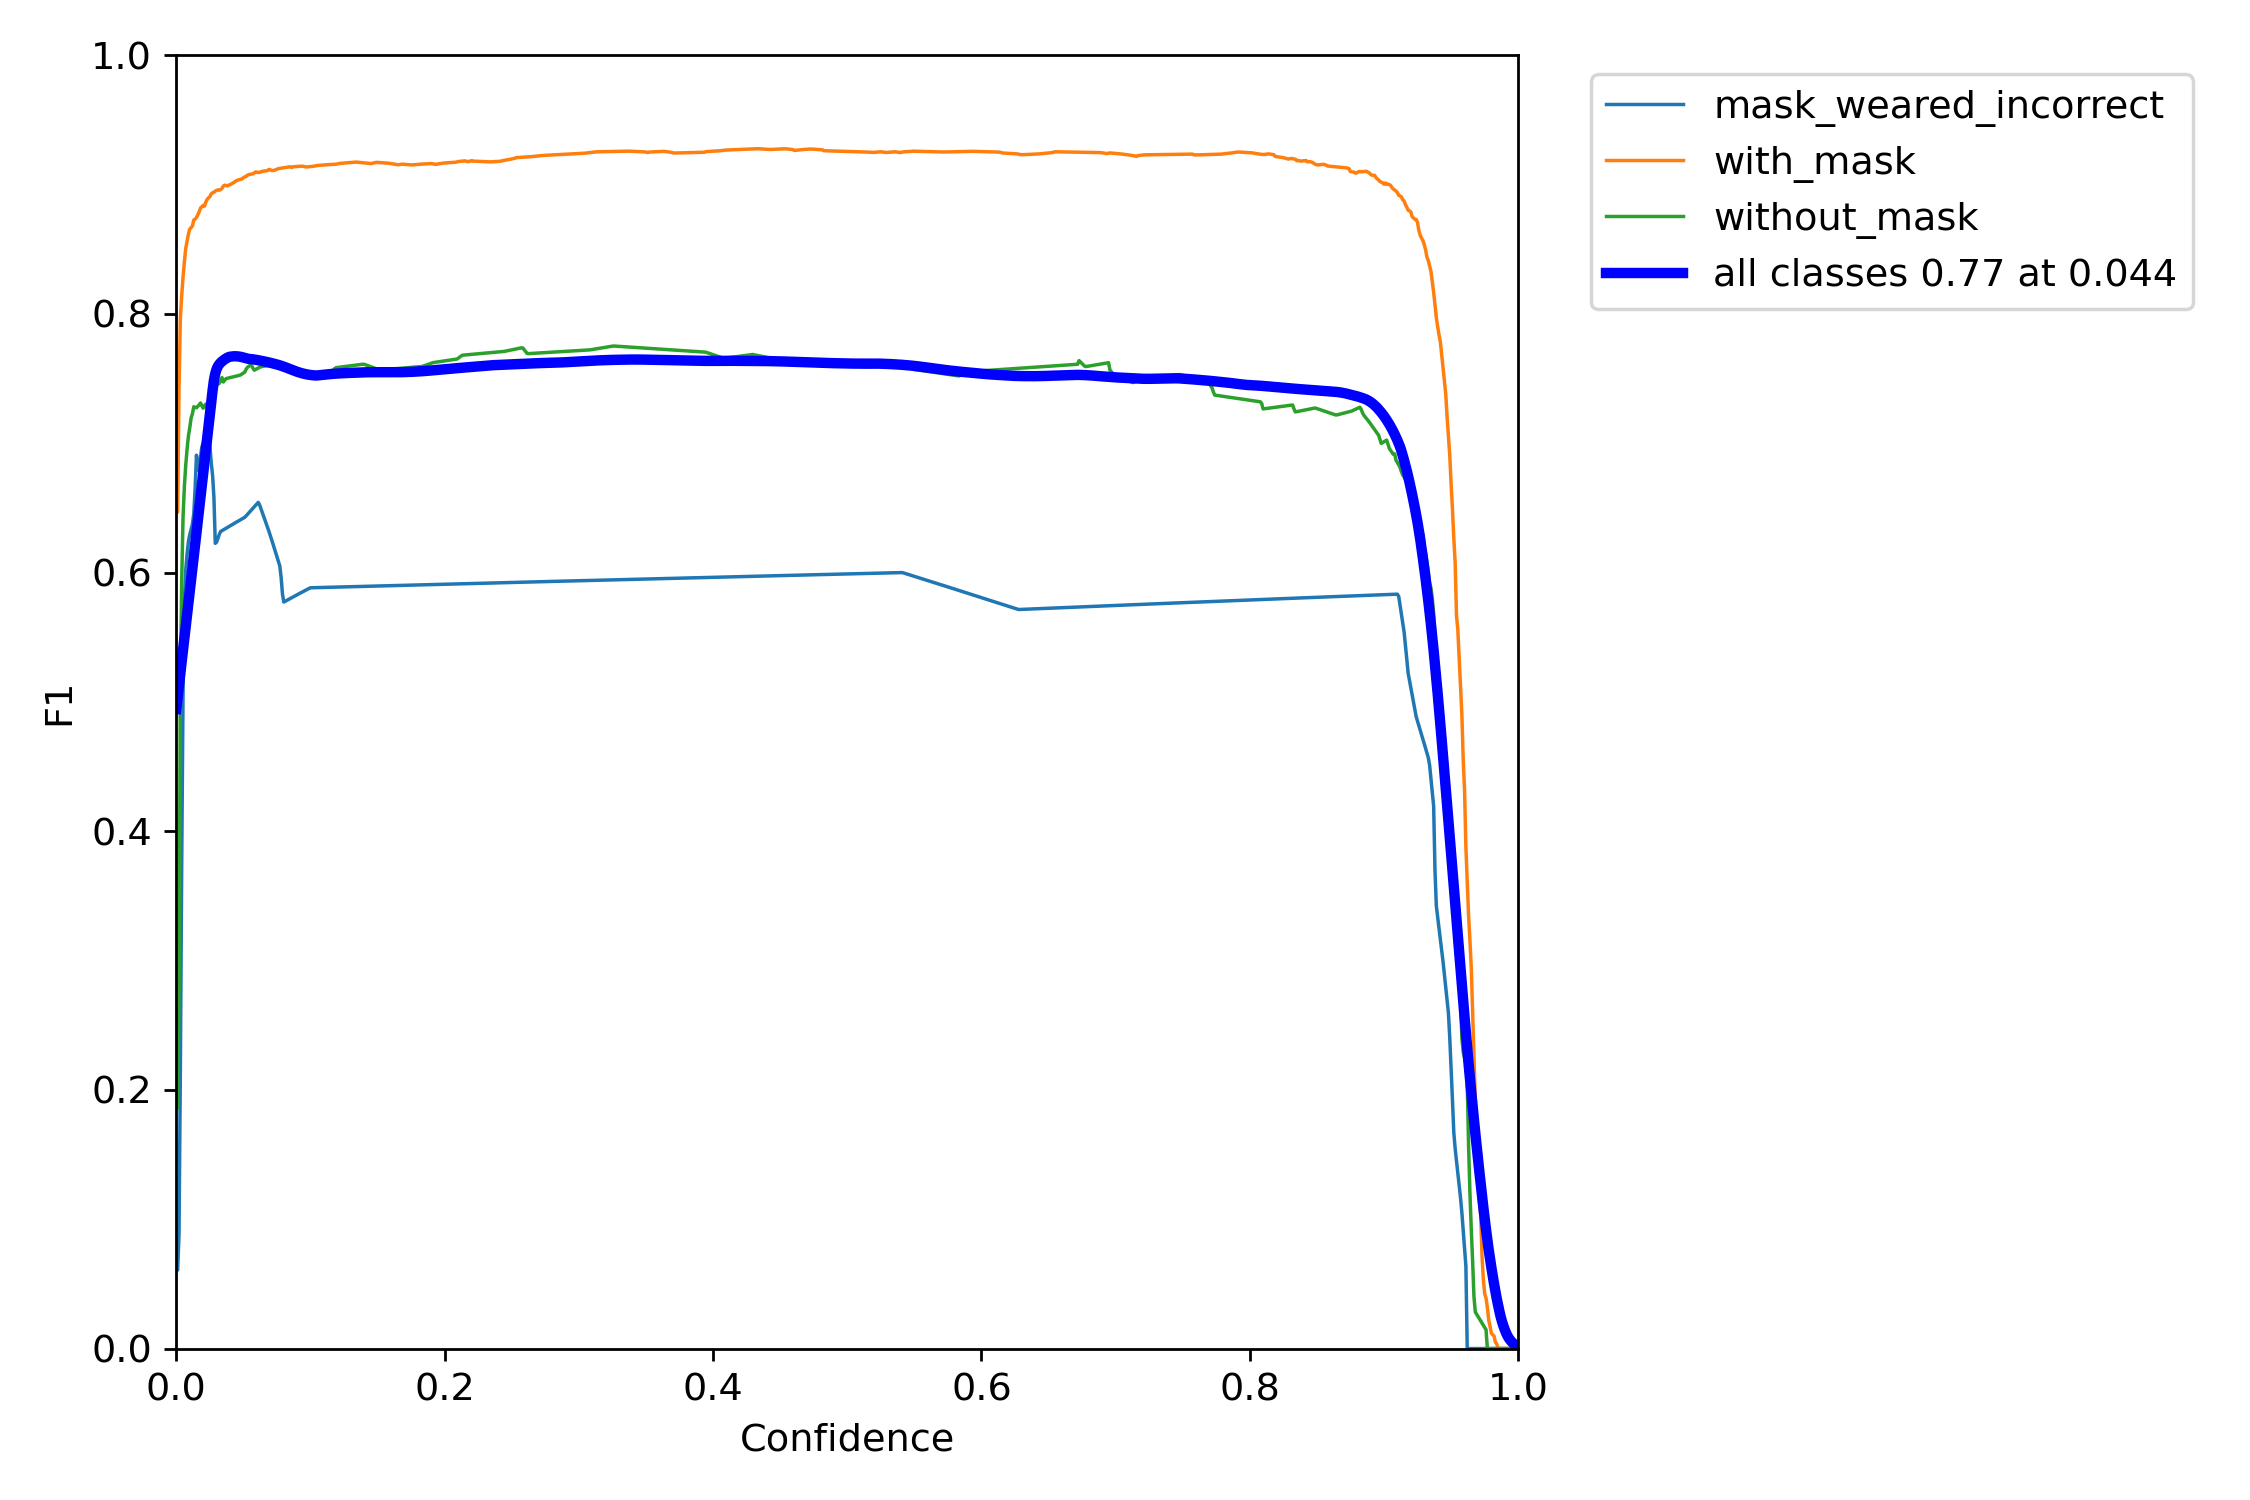 1.0
0.8
0.6
0.4
0.2
0.0
F1
0.0 0.2 0.4 0.6 0.8 1.0
Confidence
mask_weared_incorrect
with_mask
without_mask
all classes 0.77 at 0.044